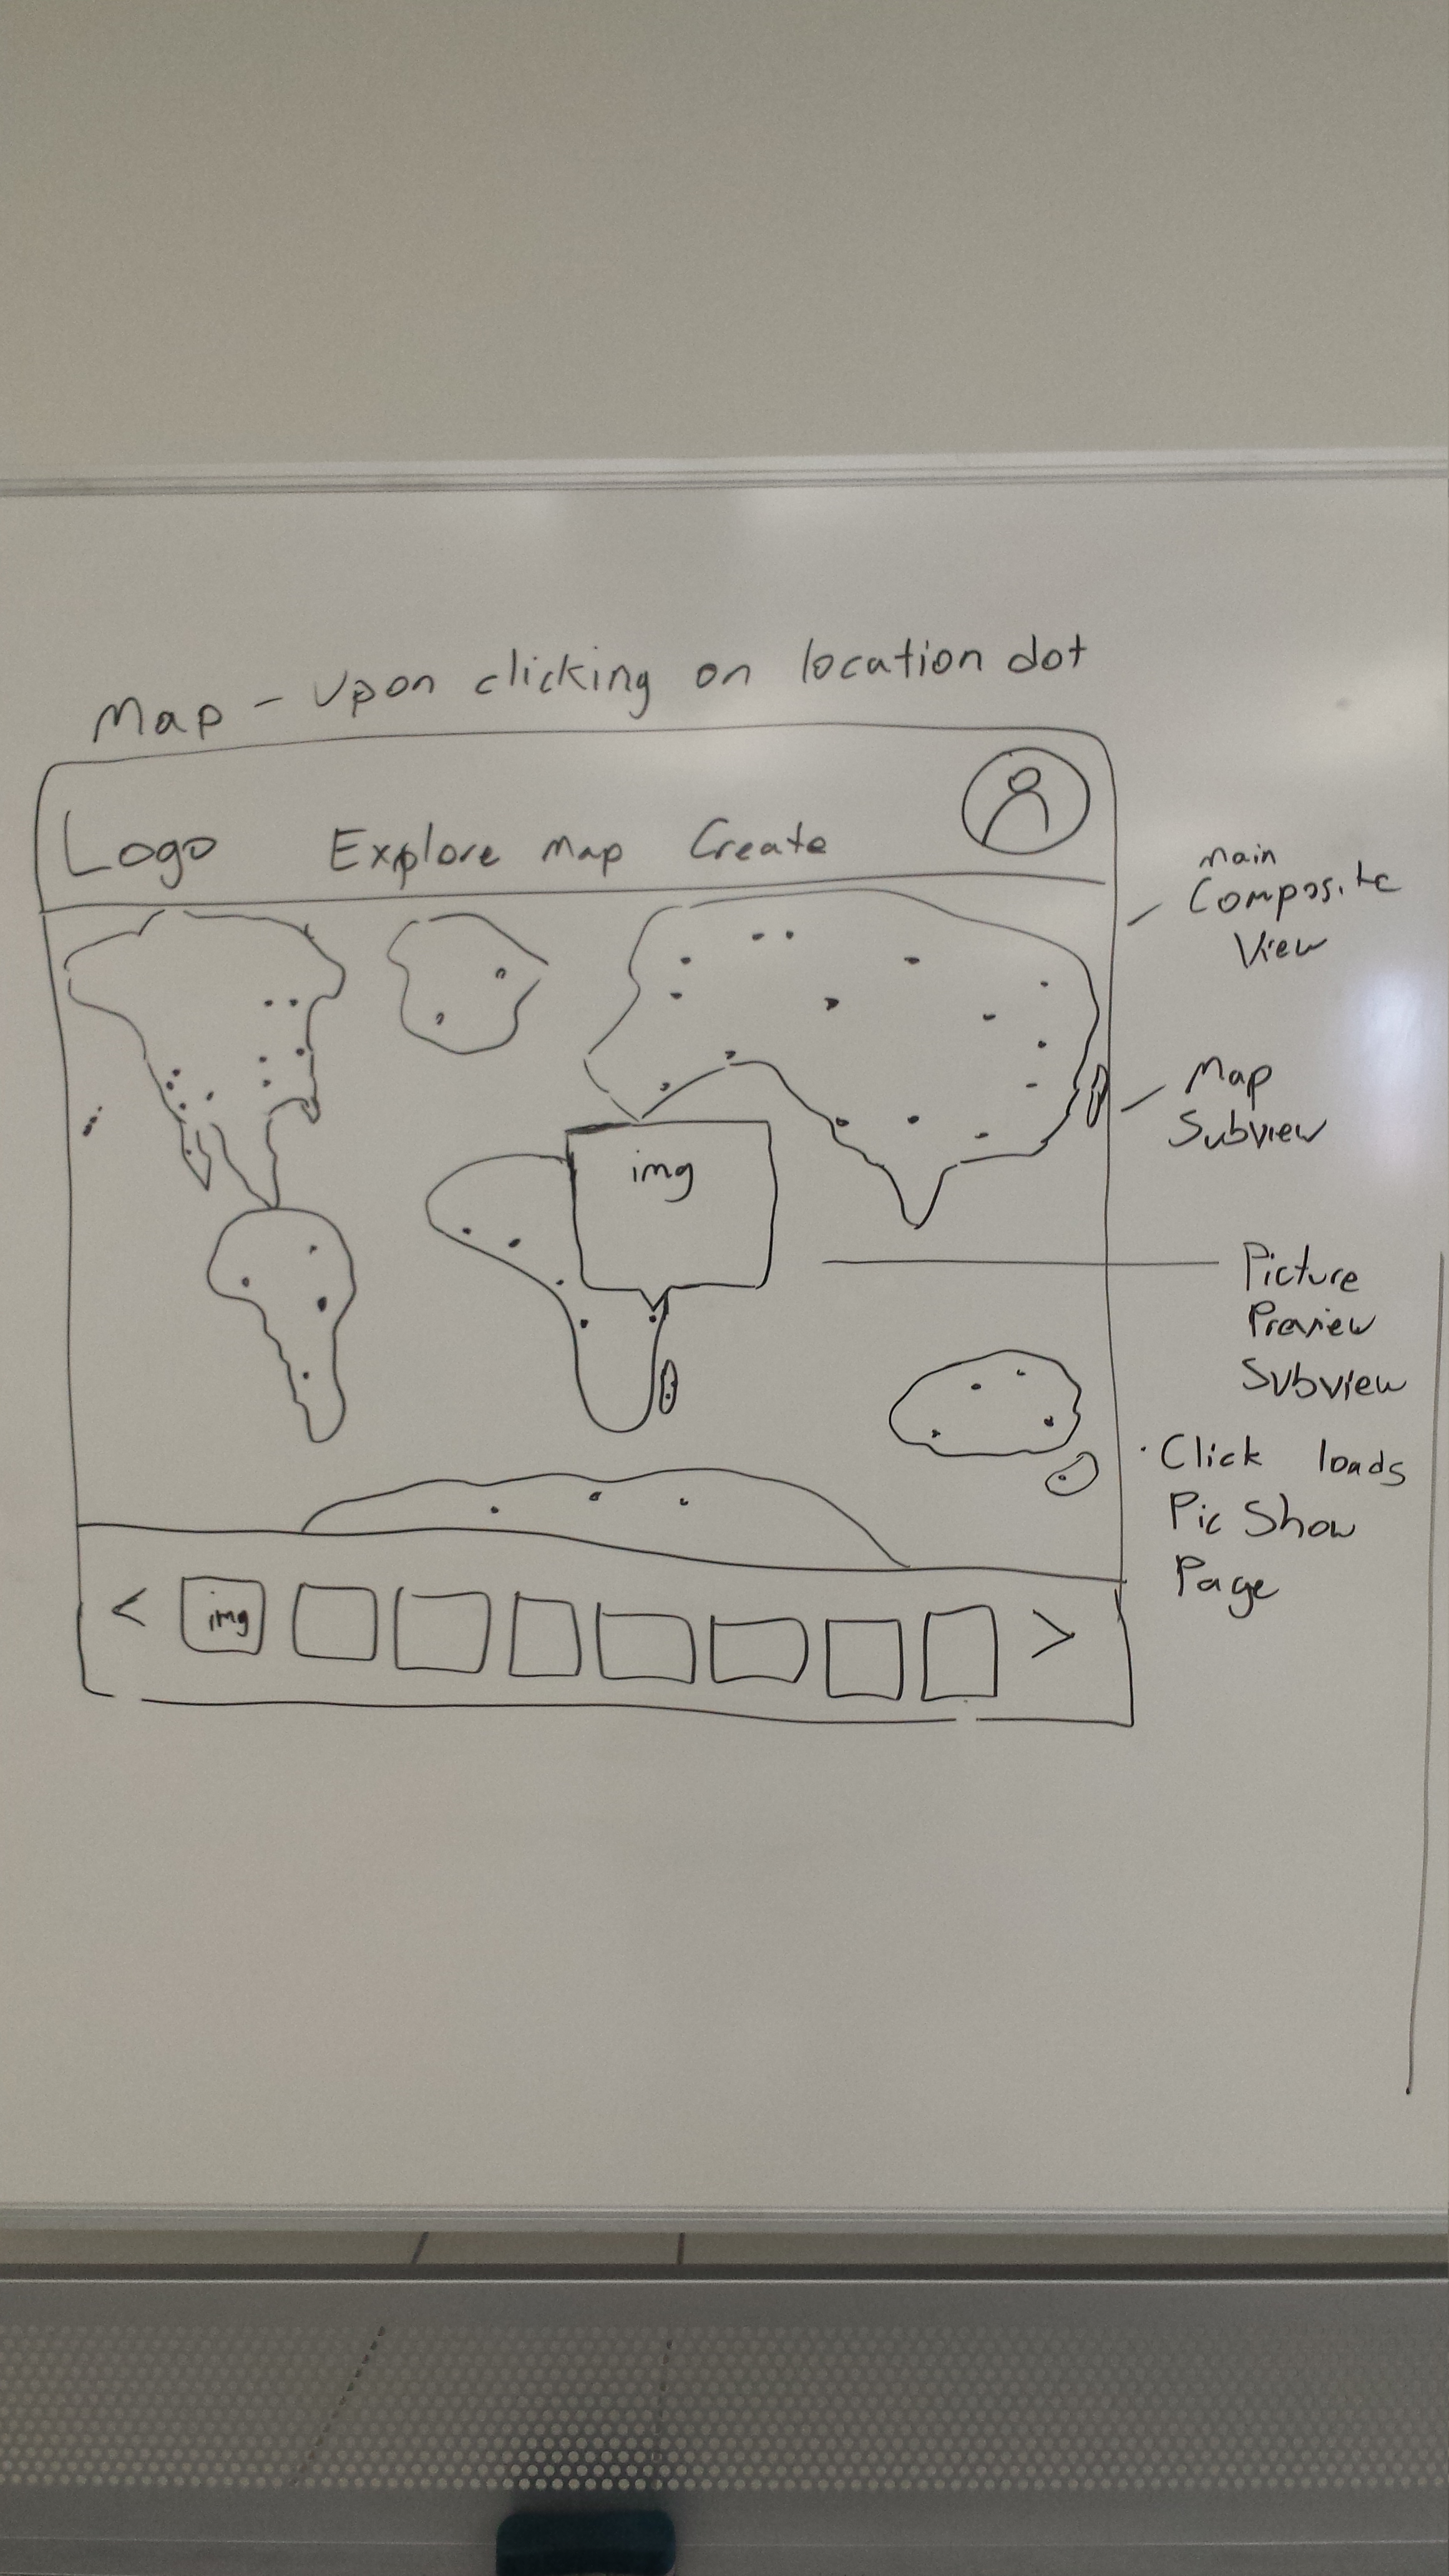 Map - Upon clicking on location dot
Logo Explore Map Create
Main
Composite
View
Map
Subview
img
Picture
Preview
Subview
· Click loads
Pic Show
Page
< img >